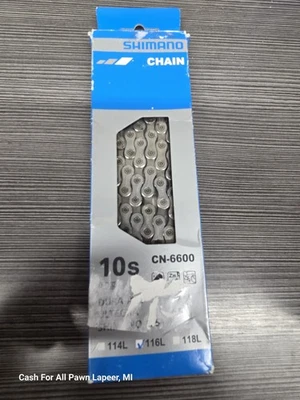 SHIMANO
CHAIN
10s
CN-6600
114L 116L 118L
Cash For All Pawn Lapeer, MI